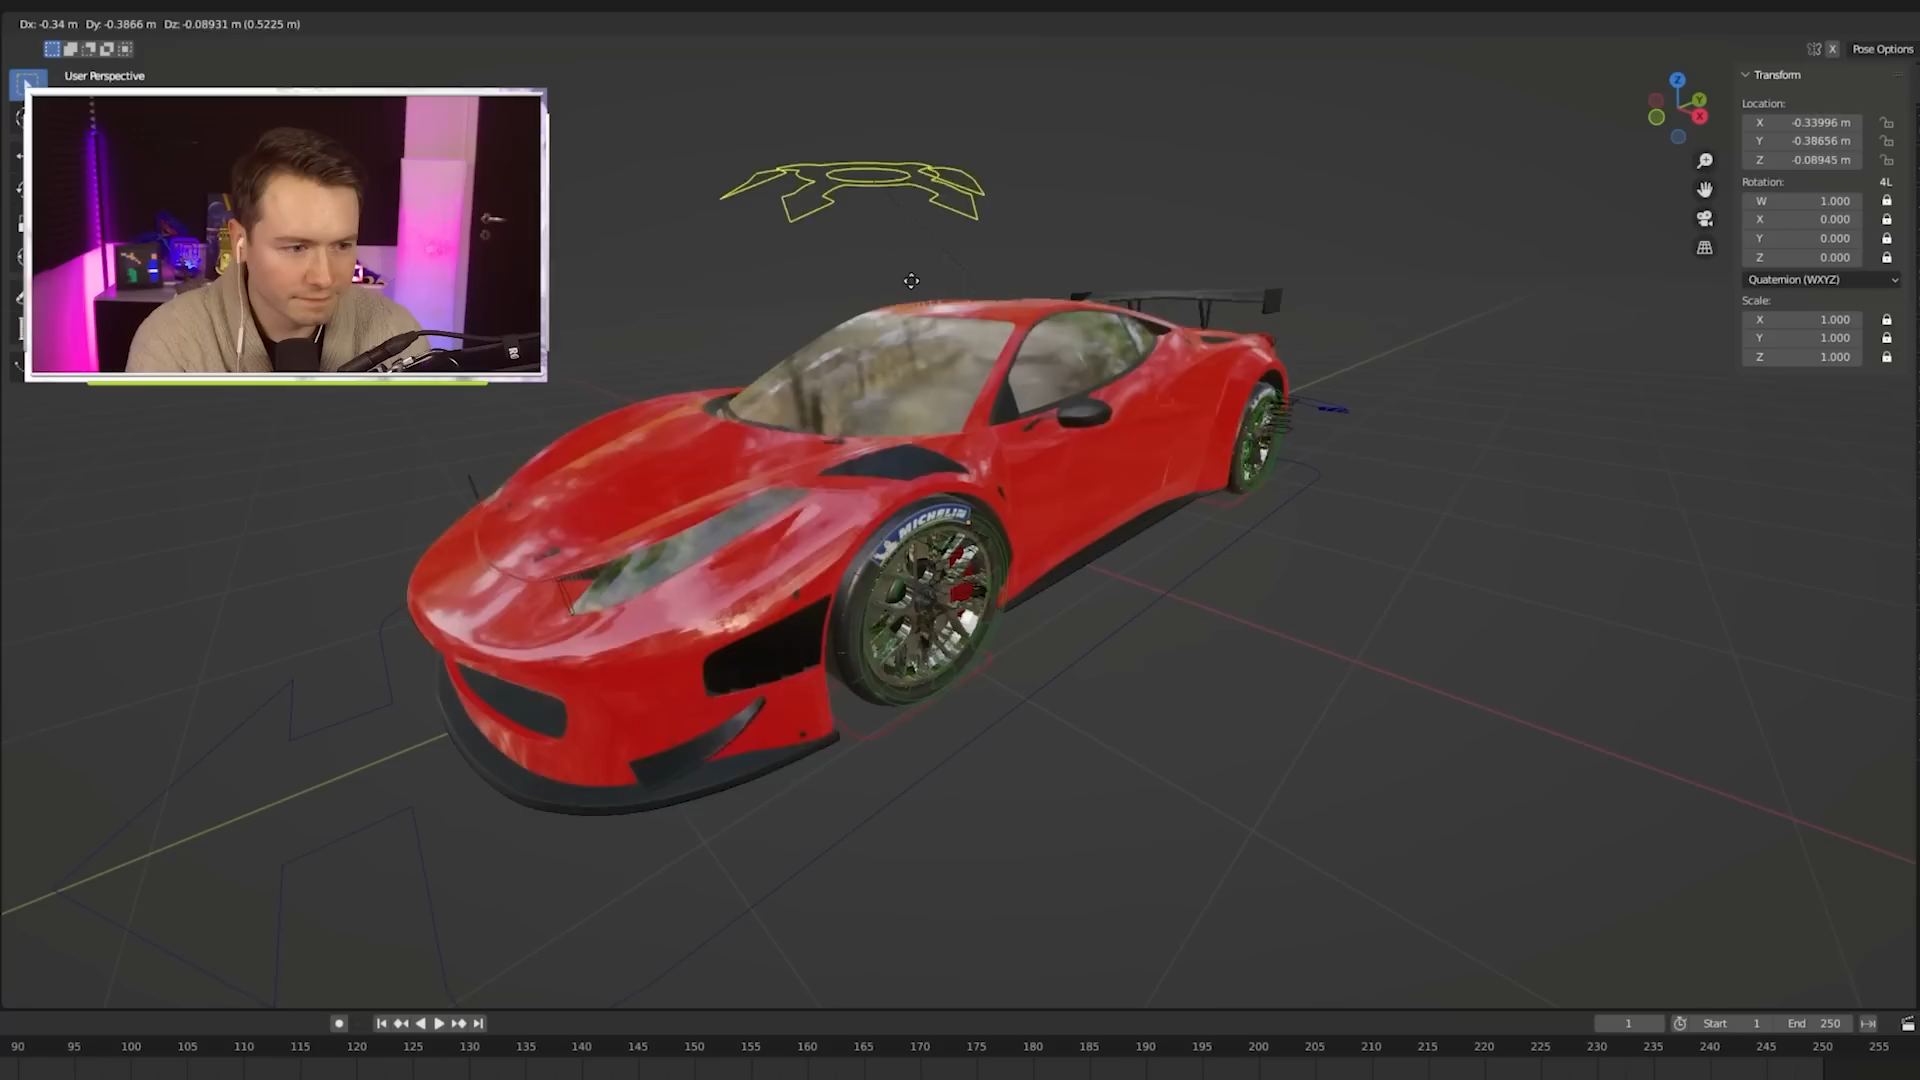 Dx: -0.34 m   Dy: -0.3866 m   Dz: -0.08931 m (0.5225 m)
X   Pose Options
User Perspective
Transform
Location:
X   -0.33996 m
Y   -0.38656 m
Z   -0.08945 m
Rotation:   4L
W   1.000
X   0.000
Y   0.000
Z   0.000
Quaternion (WXYZ)
Scale:
X   1.000
Y   1.000
Z   1.000
Z
Y
X
MICHELIN
1   Start   1   End   250
90   95   100   105   110   115   120   125   130   135   140   145   150   155   160   165   170   175   180   185   190   195   200   205   210   215   220   225   230   235   240   245   250   255